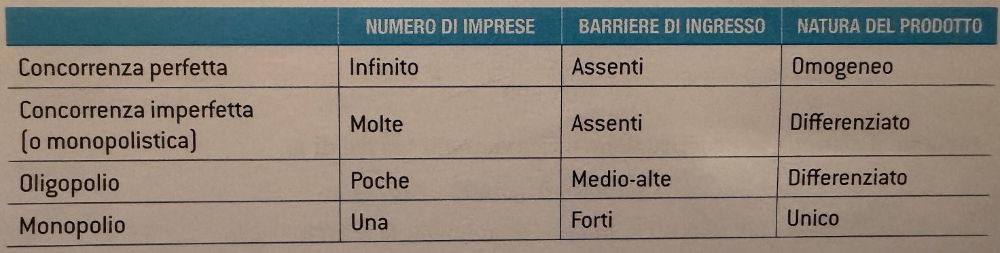 NUMERO DI IMPRESE BARRIERE DI INGRESSO NATURA DEL PRODOTTO
Concorrenza perfetta Infinito Assenti Omogeneo
Concorrenza imperfetta
(o monopolistica) Molte Assenti Differenziato
Oligopolio Poche Medio-alte Differenziato
Monopolio Una Forti Unico